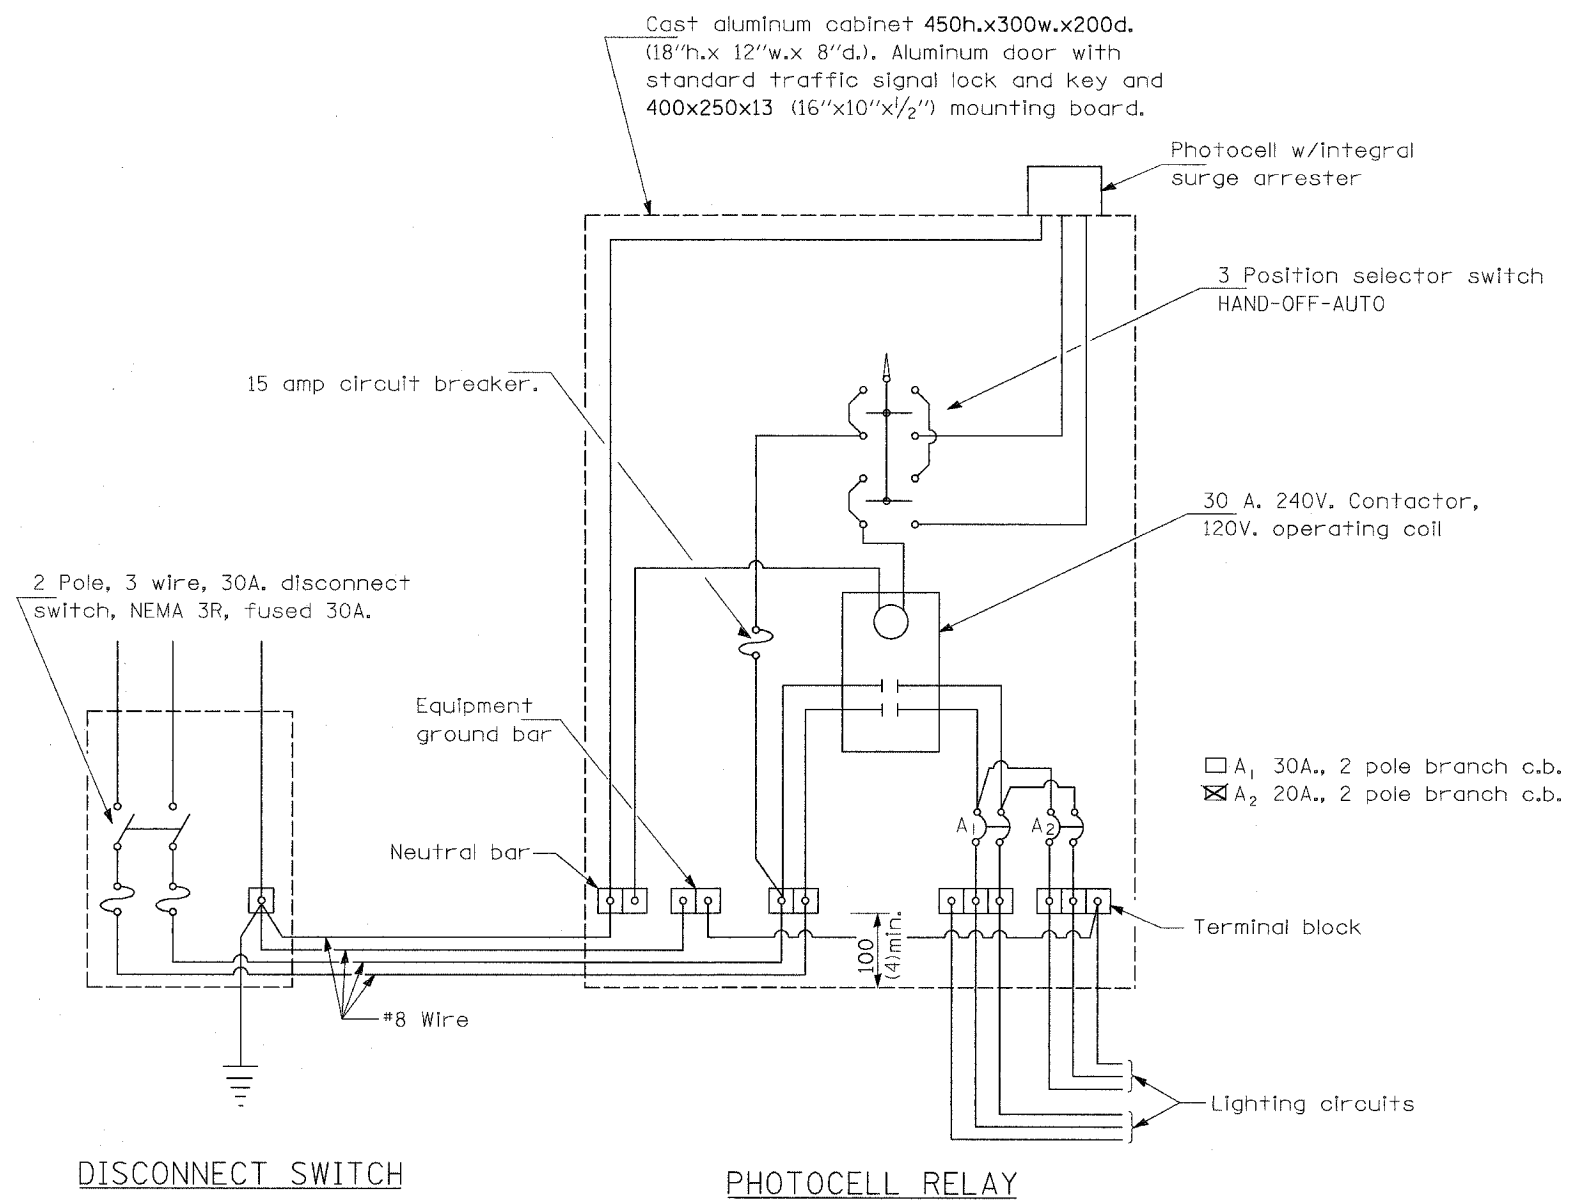 Cast aluminum cabinet 450h.x300w.x200d.
(18"h.x 12"w.x 8"d.). Aluminum door with
standard traffic signal lock and key and
400x250x13 (16"x10"x1/2") mounting board.
Photocell w/integral
surge arrester
3 Position selector switch
HAND-OFF-AUTO
15 amp circuit breaker.
30 A. 240V. Contactor,
120V. operating coil
2 Pole, 3 wire, 30A. disconnect
switch, NEMA 3R, fused 30A.
Equipment
ground bar
A1 30A., 2 pole branch c.b.
A2 20A., 2 pole branch c.b.
A1
A2
Neutral bar
Terminal block
100
(4)min.
#8 Wire
Lighting circuits
DISCONNECT SWITCH
PHOTOCELL RELAY